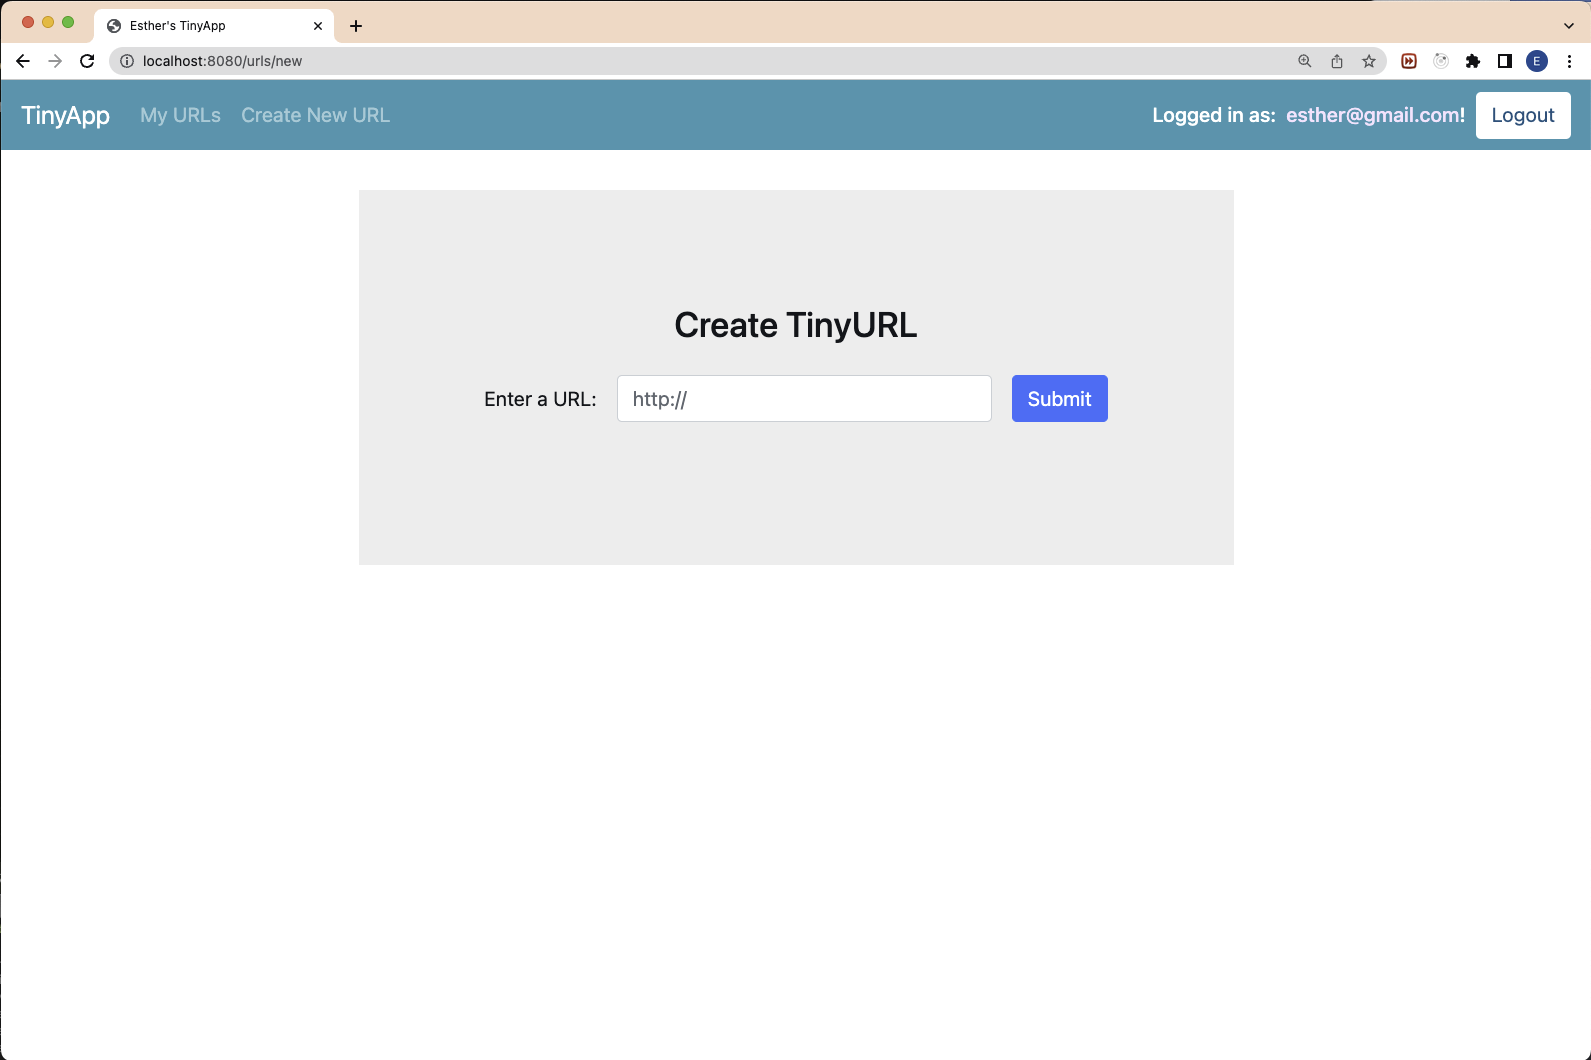 Esther's TinyApp
localhost:8080/urls/new
E
TinyApp My URLs Create New URL Logged in as: esther@gmail.com! Logout
Create TinyURL
Enter a URL: http:// Submit